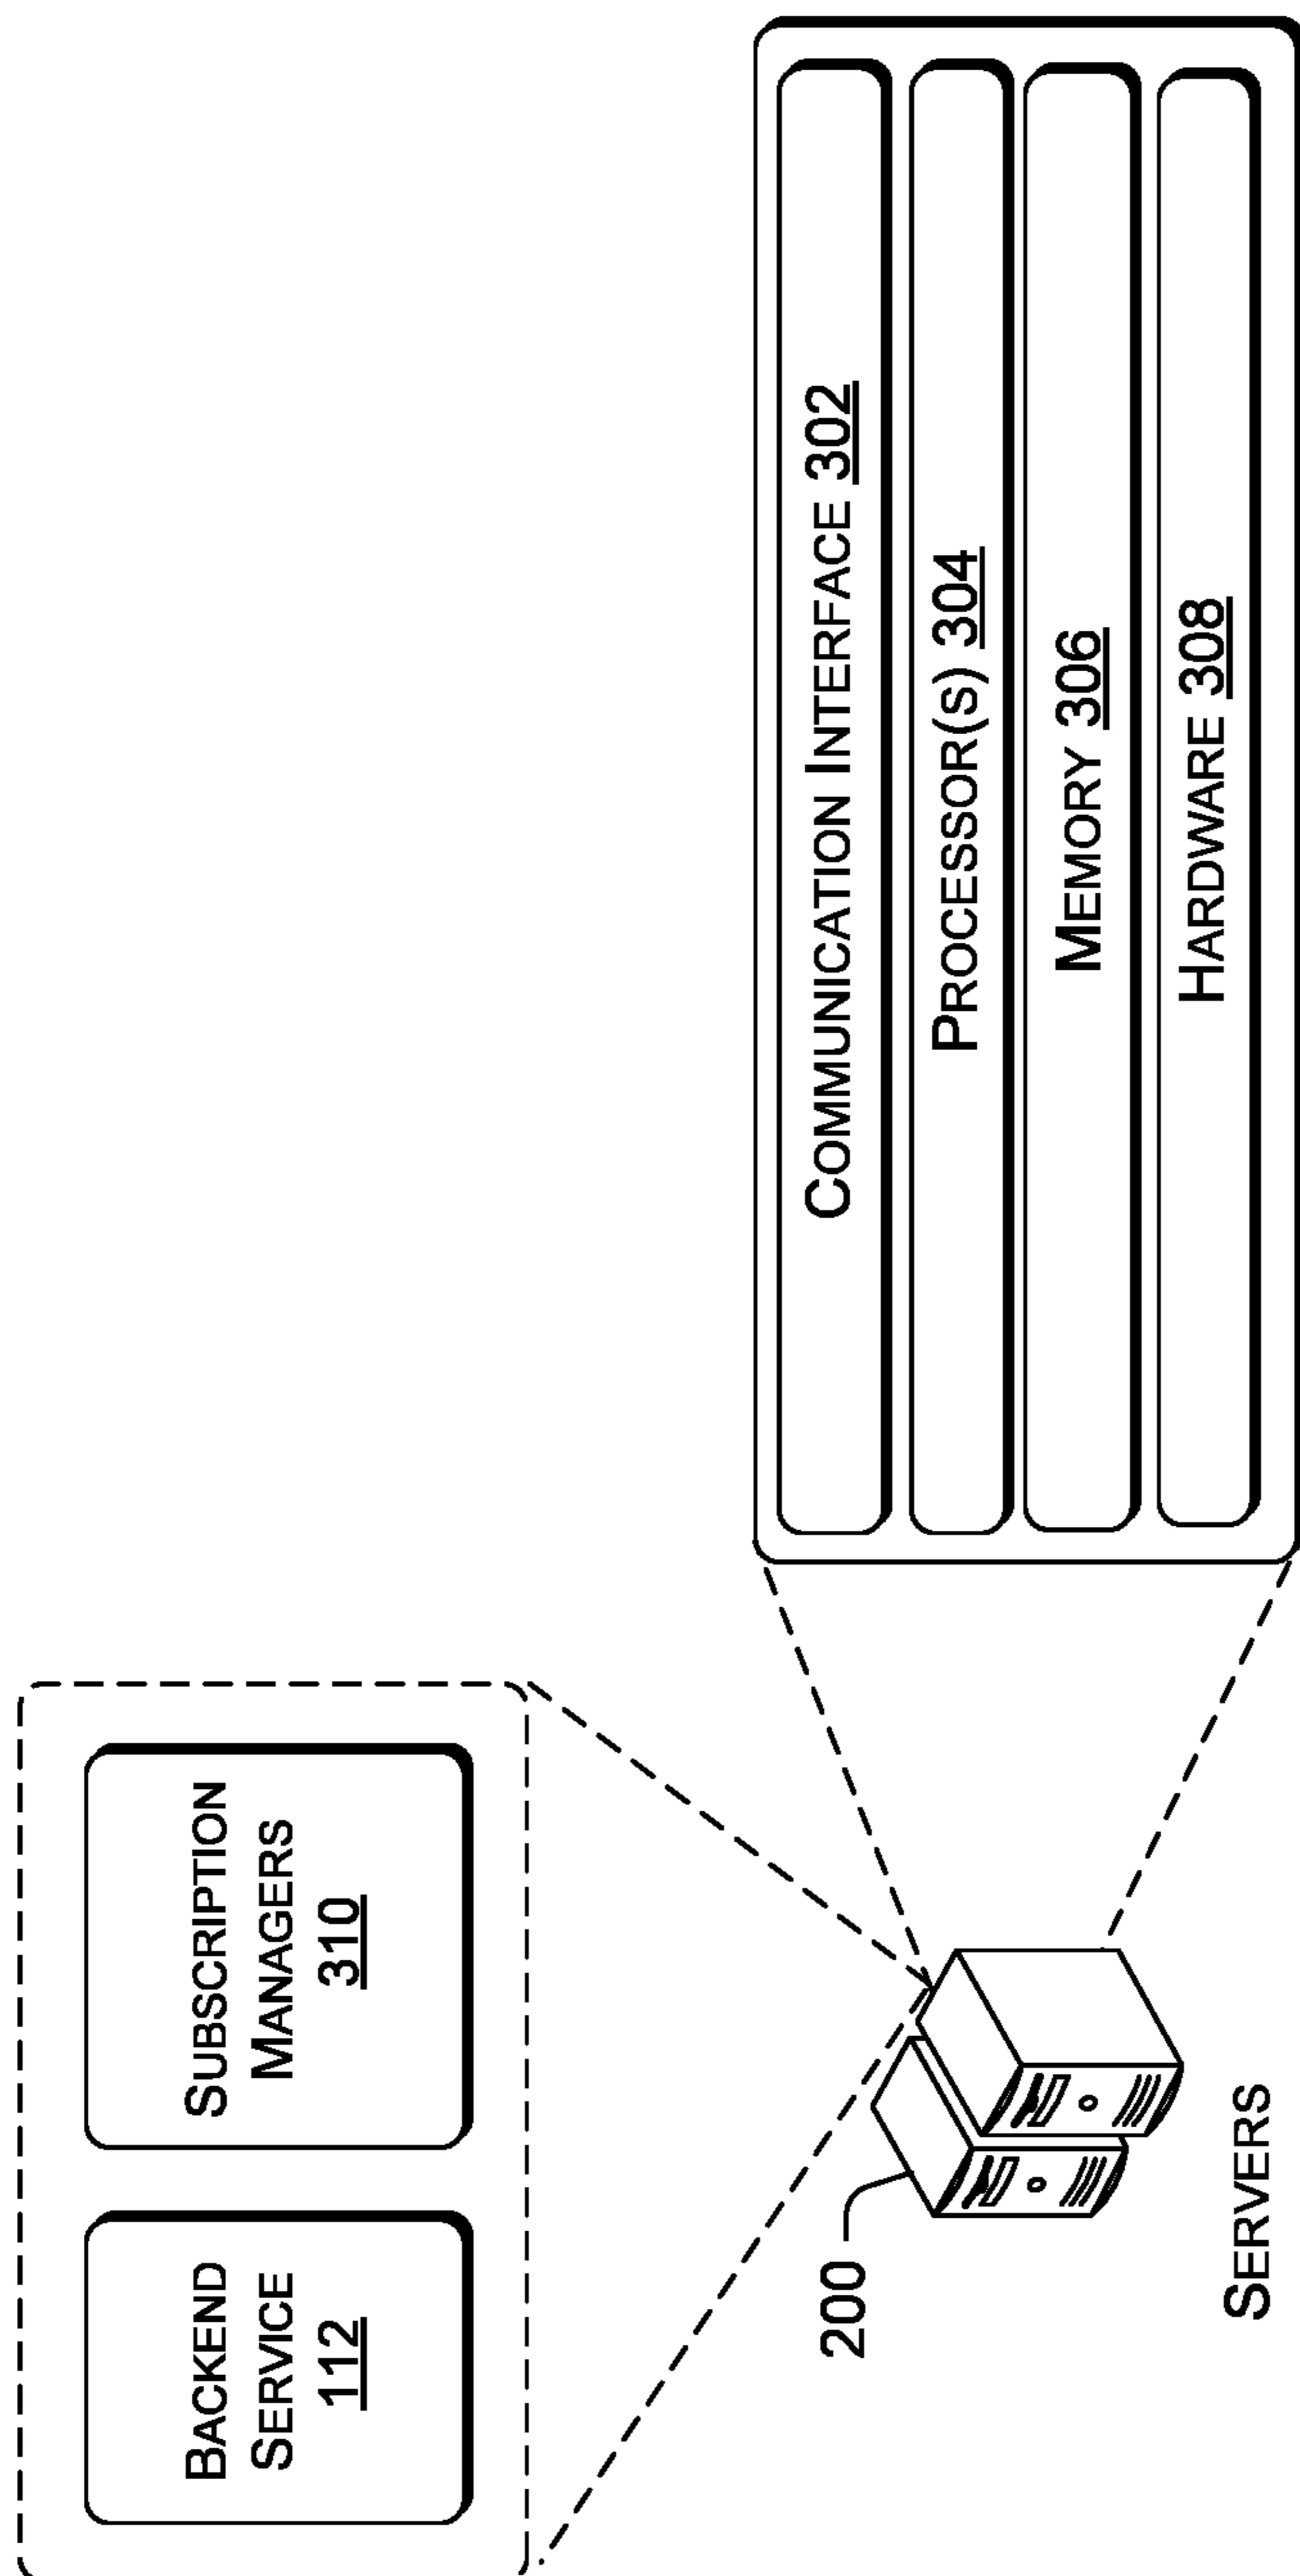 BACKEND
SERVICE
112
SUBSCRIPTION
MANAGERS
310
200
SERVERS
COMMUNICATION INTERFACE 302
PROCESSOR(S) 304
MEMORY 306
HARDWARE 308